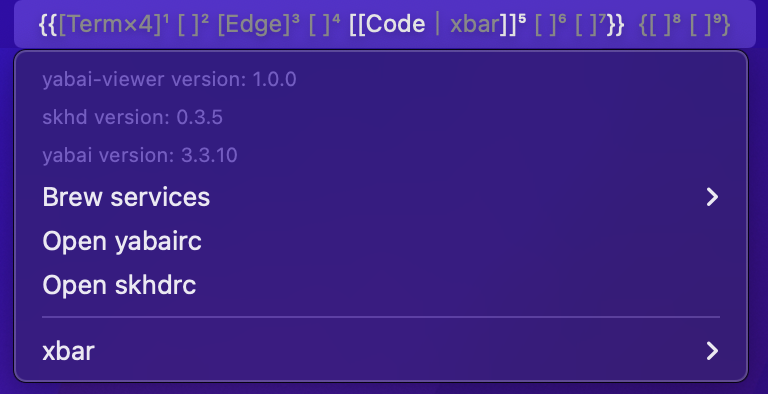 {{[Term×4]¹ [ ]² [Edge]³ [ ]⁴ [[Code | xbar]]⁵ [ ]⁶ [ ]⁷}} {[ ]⁸ [ ]⁹}
yabai-viewer version: 1.0.0
skhd version: 0.3.5
yabai version: 3.3.10
Brew services
Open yabairc
Open skhdrc
xbar